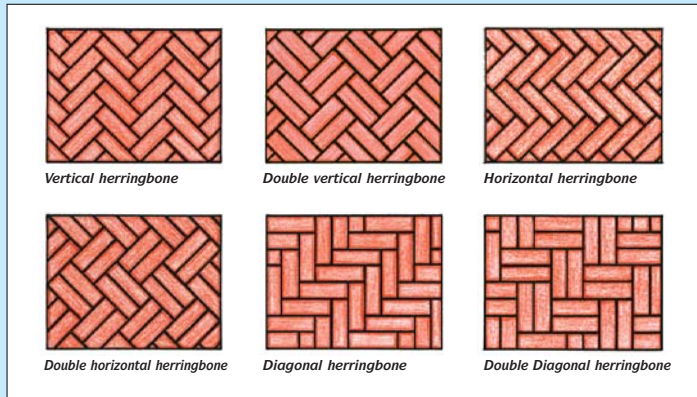 Vertical herringbone
Double vertical herringbone
Horizontal herringbone
Double horizontal herringbone
Diagonal herringbone
Double Diagonal herringbone